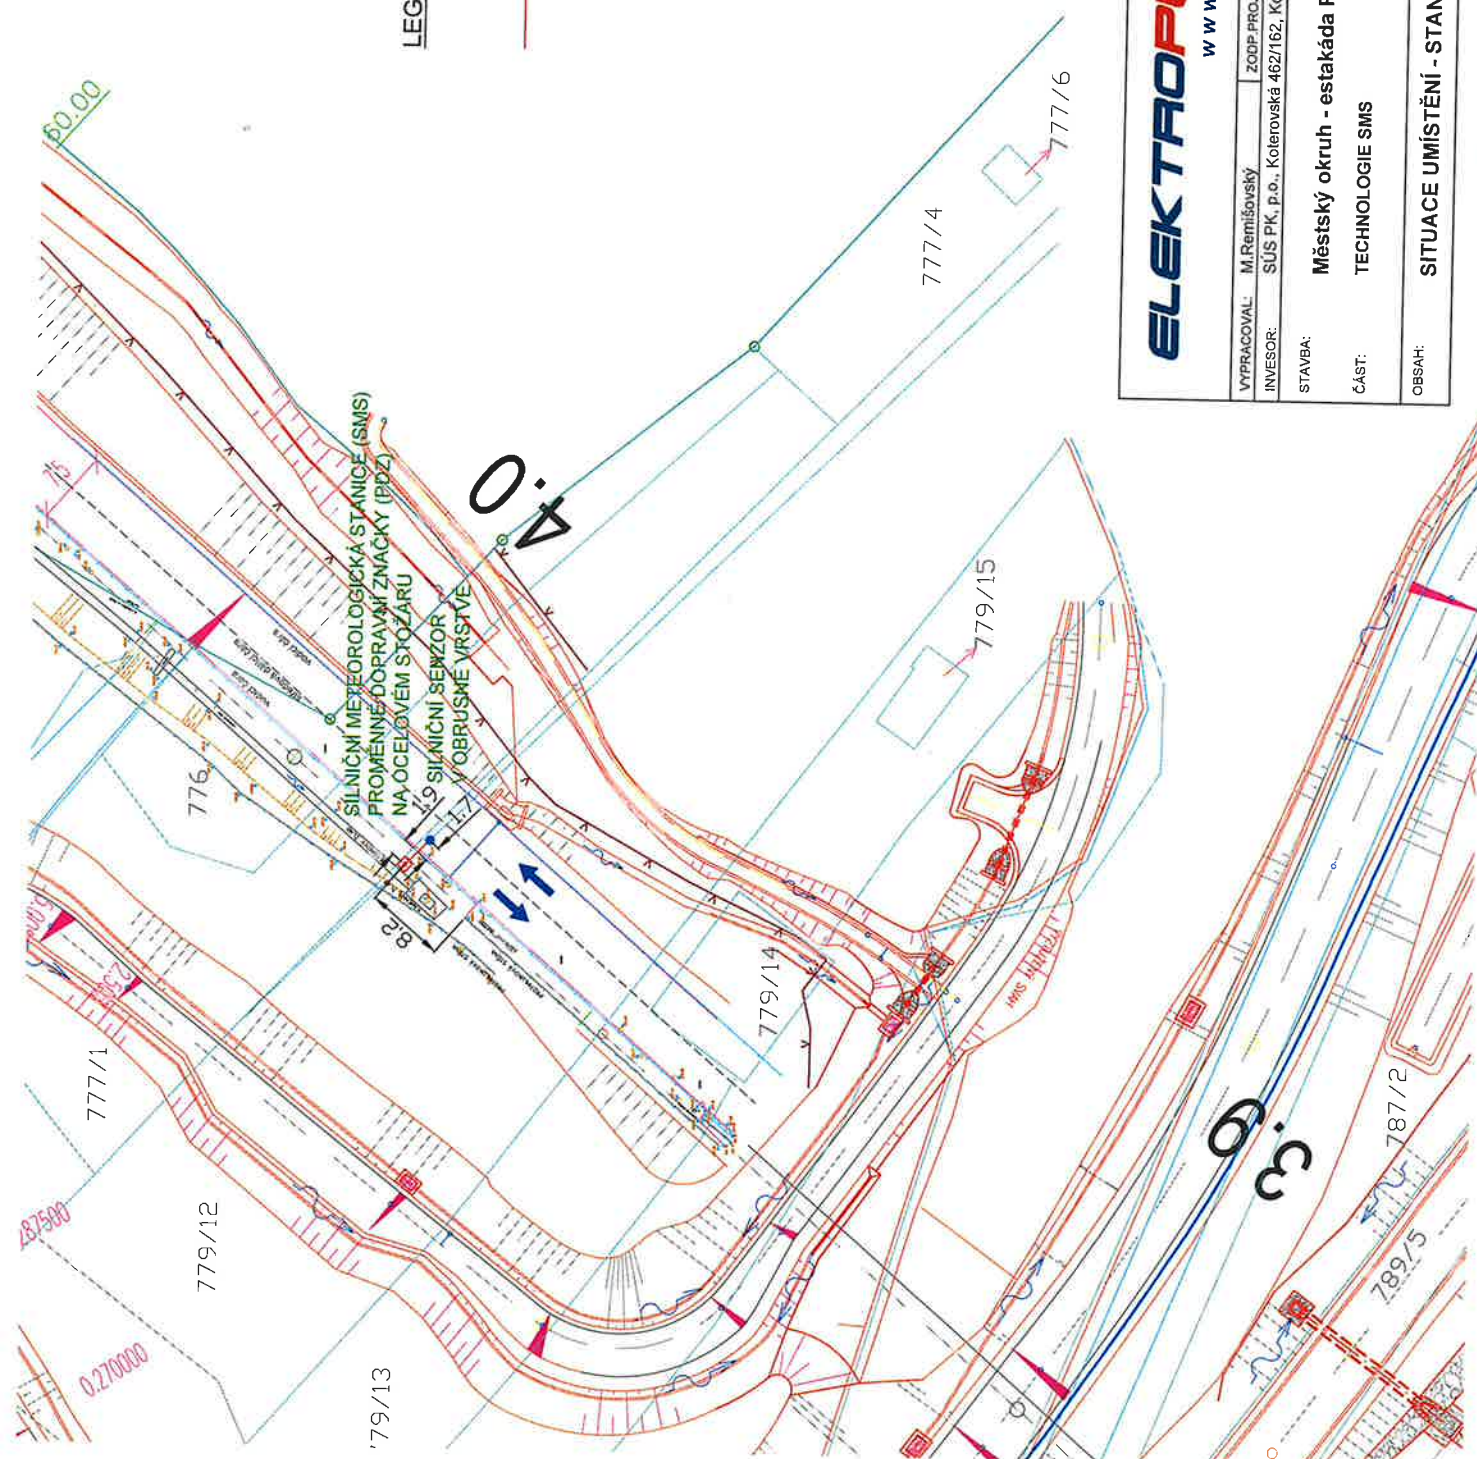 LEG
60.00
777/6
777/4
SILNIČNÍ METEOROLOGICKÁ STANICE (SMS)
PROMĚNNÉ DOPRAVNÍ ZNAČKY (PDZ)
NA OCELOVÉM STOŽÁRU
SILNIČNÍ SENZOR
V OBRUSNÉ VRSTVĚ
7.5
4.0
776
1.9
1.7
8.2
779/15
779/14
777/1
779/12
779/13
0.270000
787/2
789/5
3.9
ELEKTROP
www
VYPRACOVAL: M.Remišovský
ZODP.PROJ
INVESOR: SÚS PK, p.o., Koterovská 462/162,
STAVBA: Městský okruh - estakáda
ČÁST: TECHNOLOGIE SMS
OBSAH: SITUACE UMÍSTĚNÍ - STAN